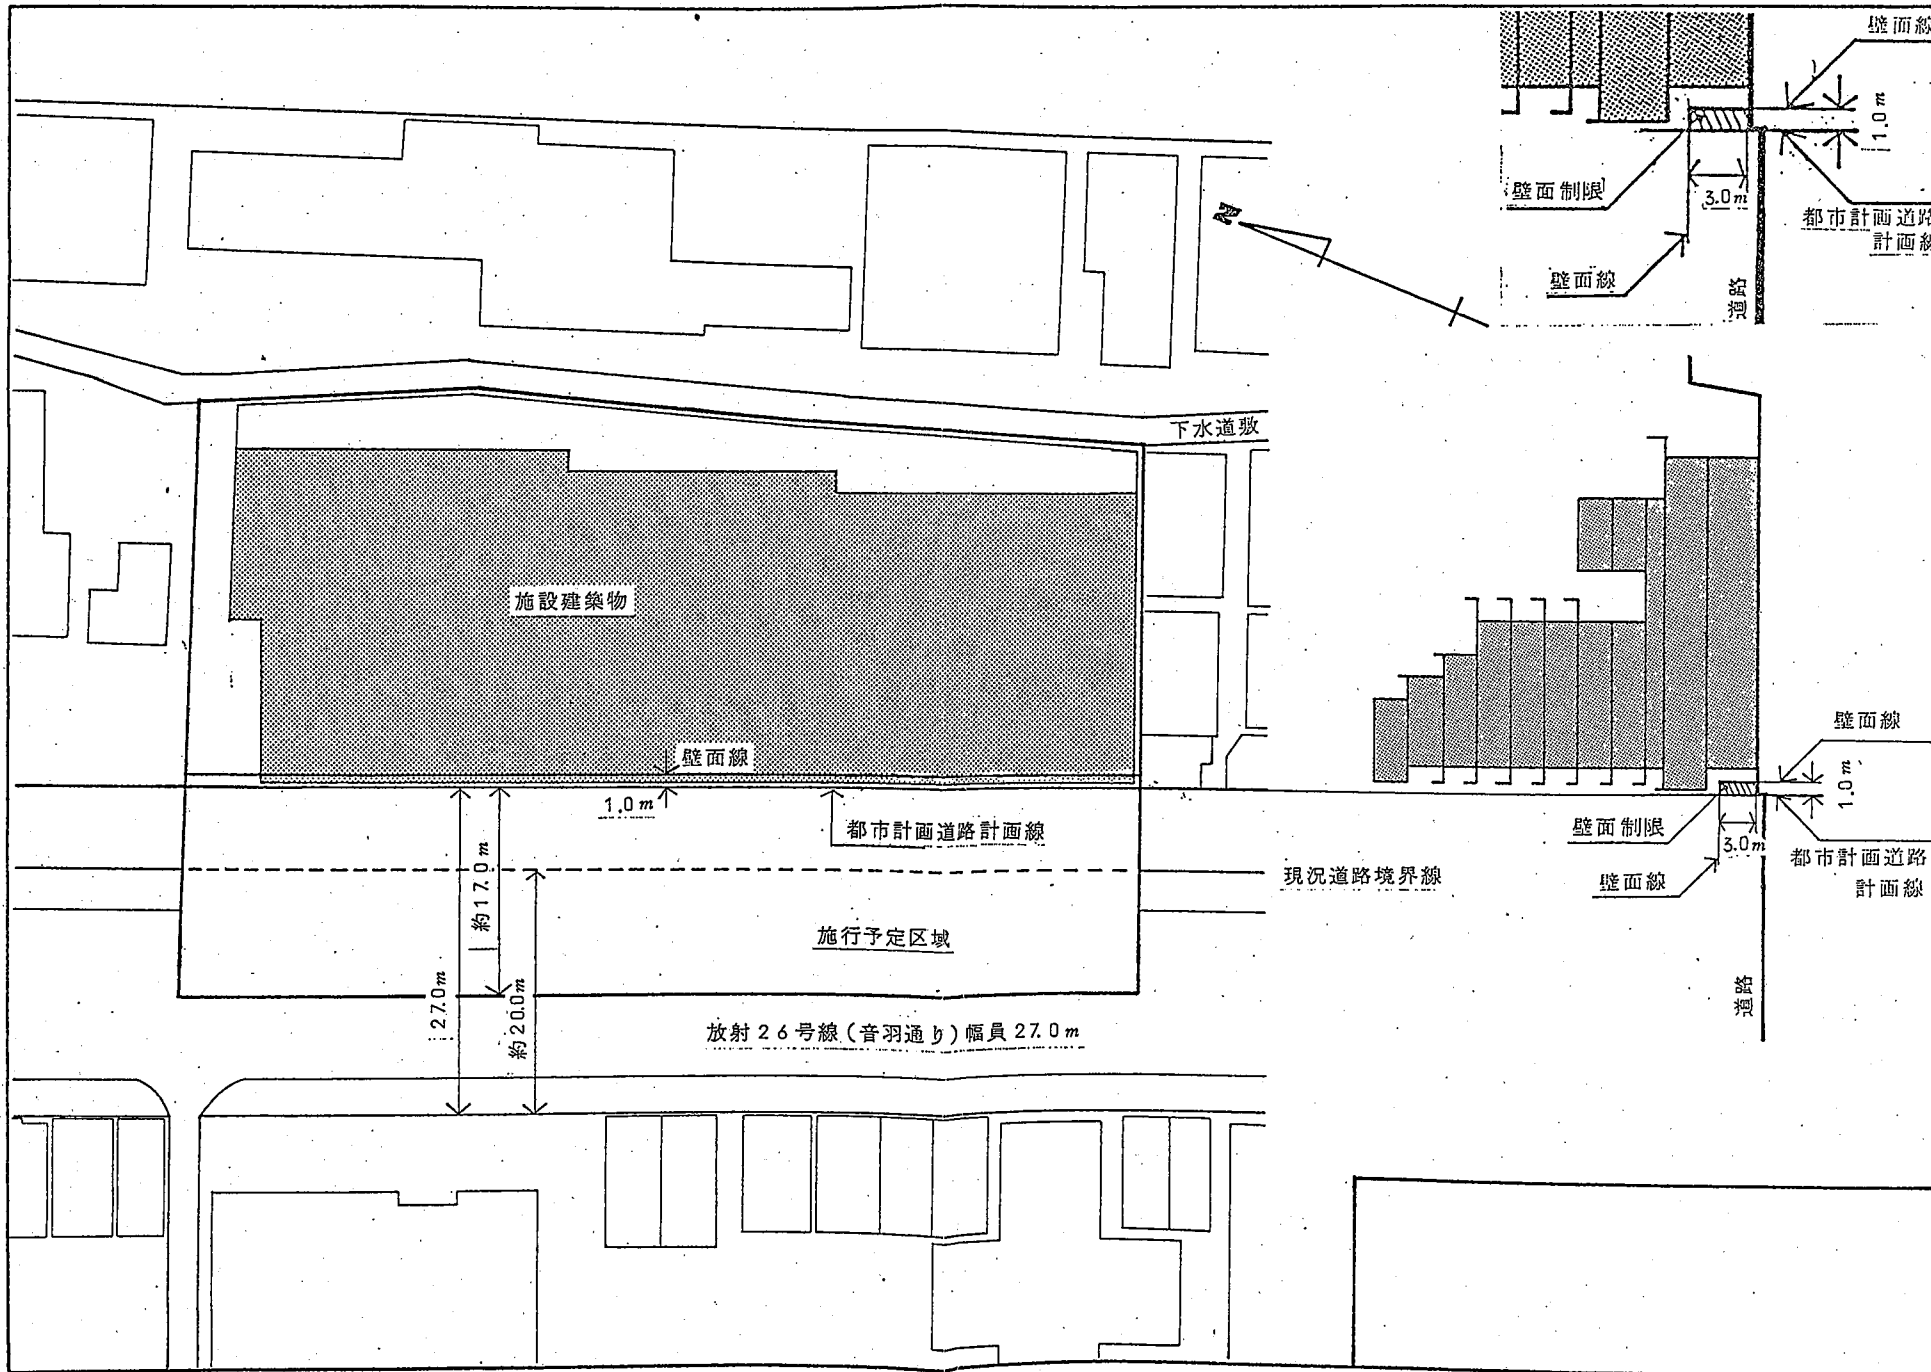 壁面線
1.0m
壁面制限
3.0m
都市計画道路
計画線
壁面線
道路
N
下水道敷
施設建築物
壁面線
1.0m
都市計画道路計画線
壁面線
1.0m
壁面制限
3.0m
都市計画道路
計画線
壁面線
現況道路境界線
約17.0m
施行予定区域
27.0m
約20.0m
道路
放射26号線(音羽通り)幅員27.0m